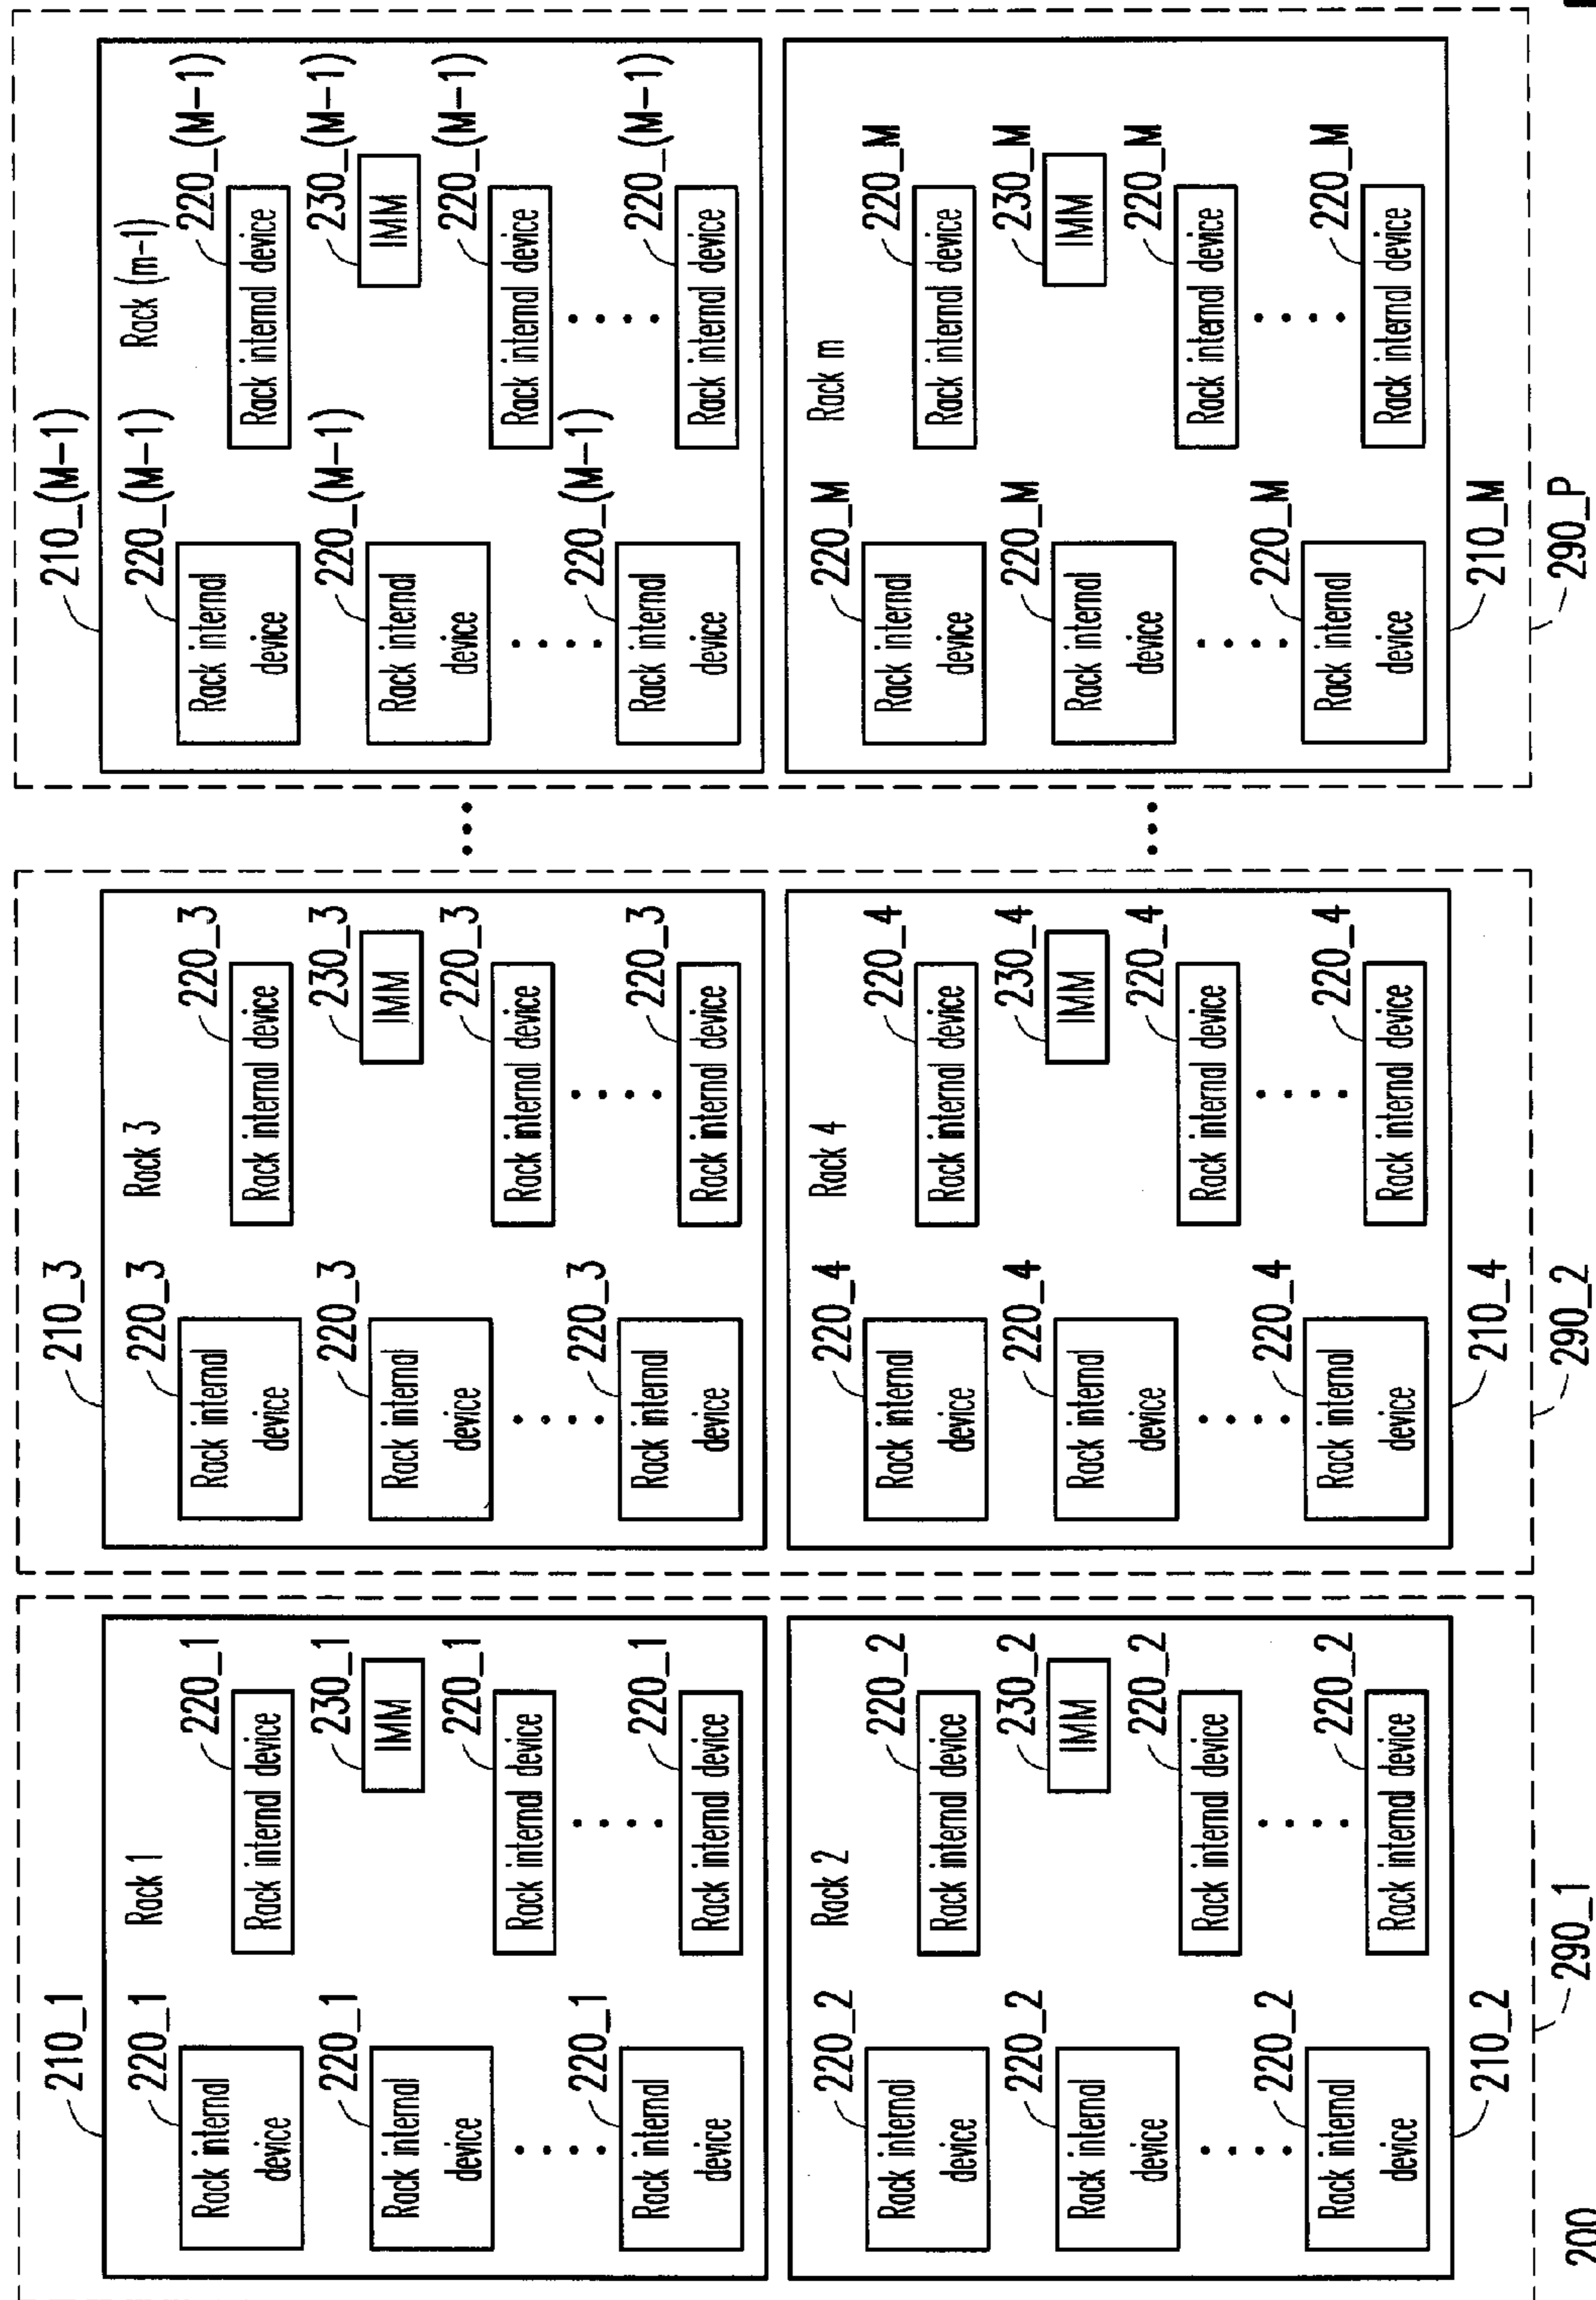 210_1
Rack 1
220_1
Rack internal
device
220_1
Rack internal device
230_1
IMM
220_1
Rack internal
device
220_1
Rack internal device
220_1
Rack internal
device
220_1
Rack internal device
Rack 2
220_2
Rack internal
device
220_2
Rack internal device
230_2
IMM
220_2
Rack internal
device
220_2
Rack internal device
220_2
Rack internal
device
220_2
Rack internal device
210_2
290_1
200
210_3
Rack 3
220_3
Rack internal
device
220_3
Rack internal device
230_3
IMM
220_3
Rack internal
device
220_3
Rack internal device
220_3
Rack internal
device
220_3
Rack internal device
Rack 4
220_4
Rack internal
device
220_4
Rack internal device
230_4
IMM
220_4
Rack internal
device
220_4
Rack internal device
220_4
Rack internal
device
220_4
Rack internal device
210_4
290_2
210_(M-1)
Rack (m-1)
220_(M-1)
Rack internal
device
220_(M-1)
Rack internal device
230_(M-1)
IMM
220_(M-1)
Rack internal
device
220_(M-1)
Rack internal device
220_(M-1)
Rack internal
device
220_(M-1)
Rack internal device
Rack m
220_M
Rack internal
device
220_M
Rack internal device
230_M
IMM
220_M
Rack internal
device
220_M
Rack internal device
220_M
Rack internal
device
220_M
Rack internal device
210_M
290_P